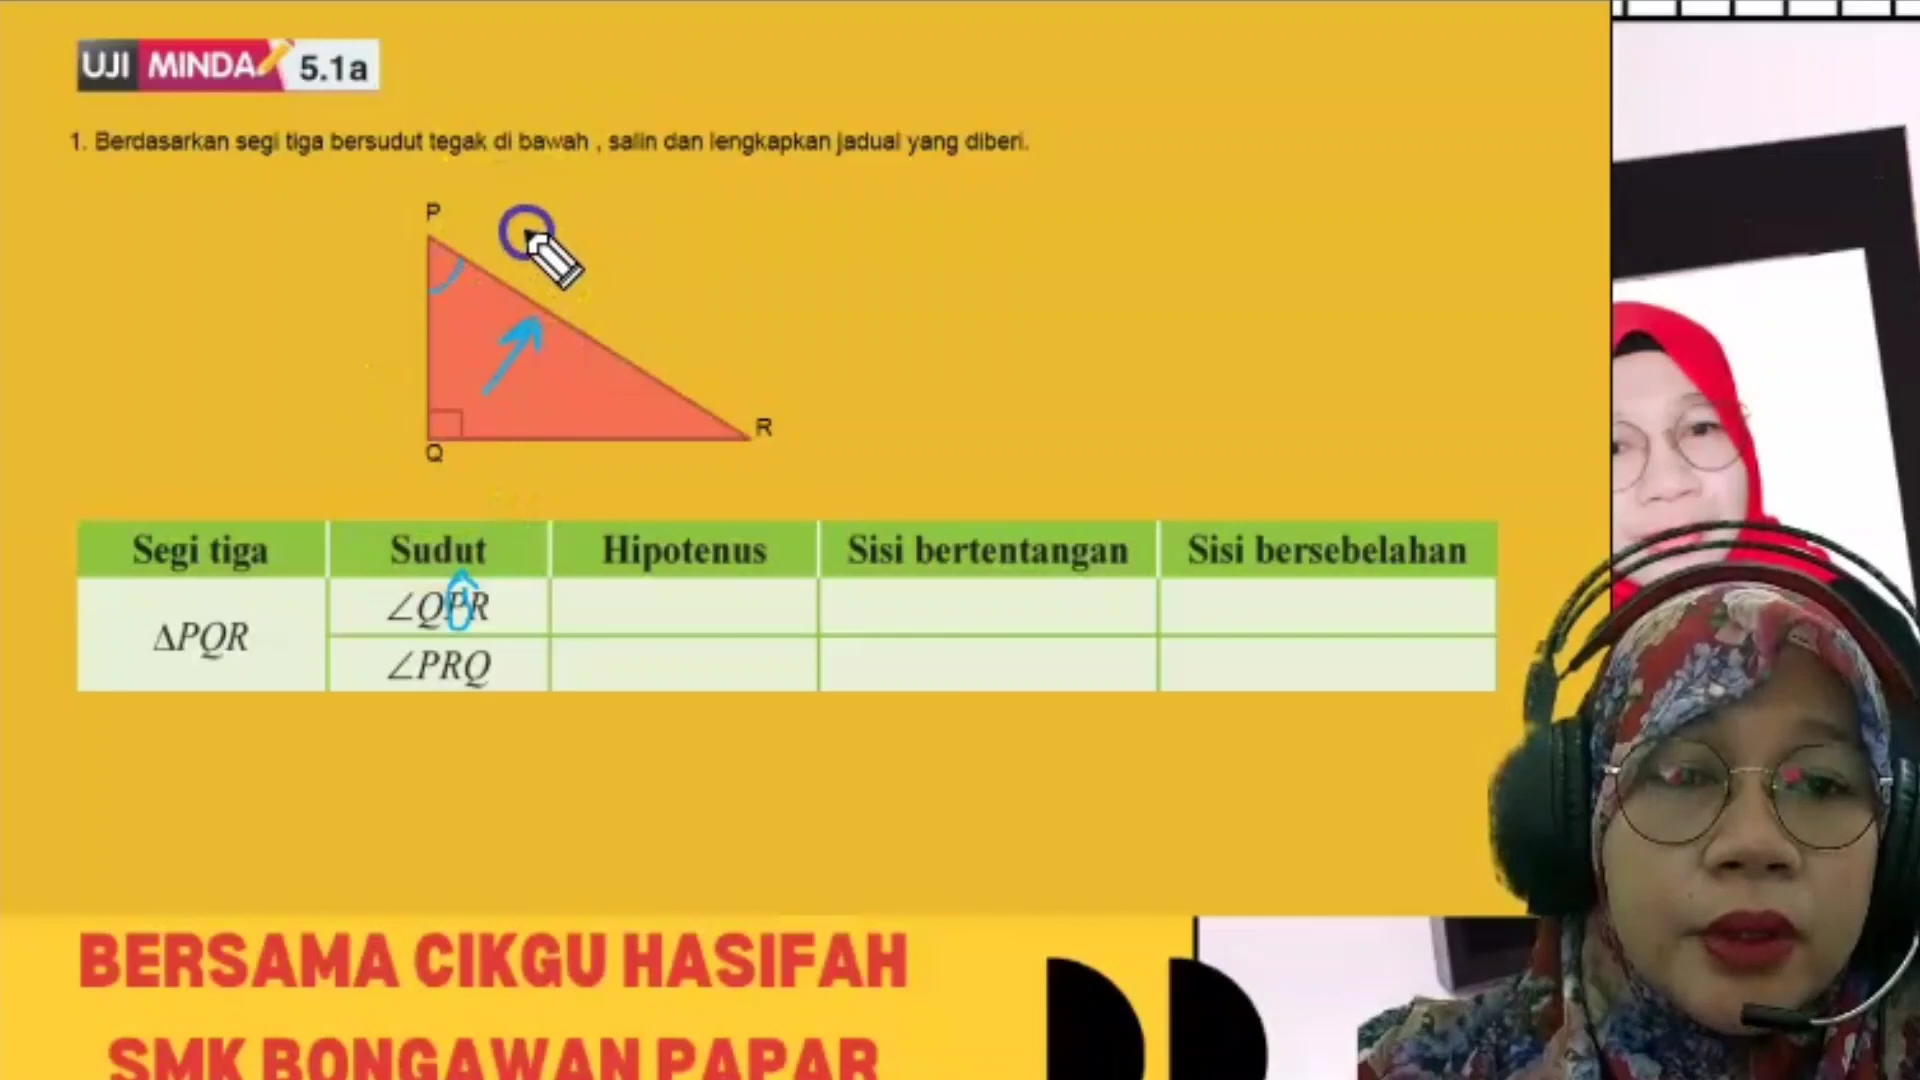 UJI MINDA 5.1a
1. Berdasarkan segi tiga bersudut tegak di bawah , salin dan lengkapkan jadual yang diberi.
P
R
Q
Segi tiga Sudut Hipotenus Sisi bertentangan Sisi bersebelahan
∠QPR
ΔPQR
∠PRQ
BERSAMA CIKGU HASIFAH
SMK BONGAWAN PAPAR